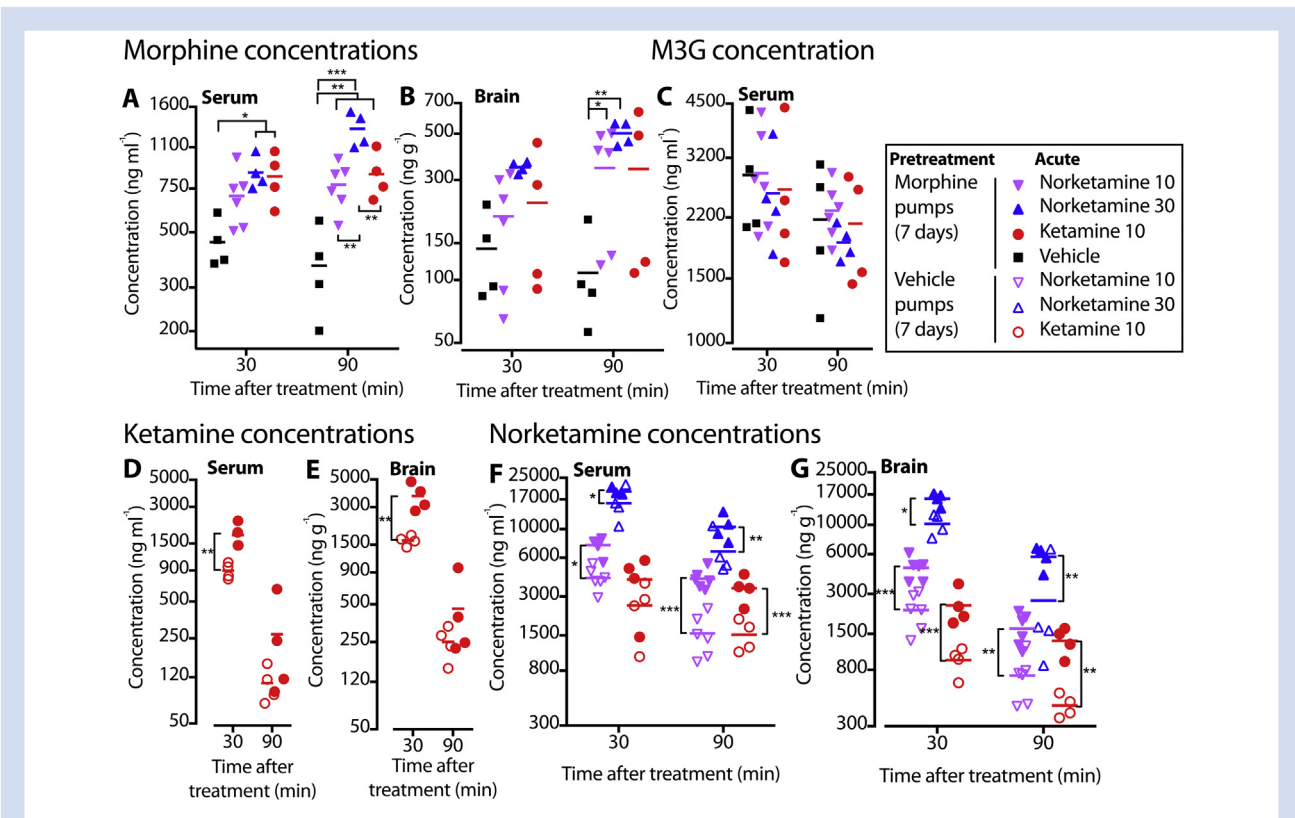 Morphine concentrations
M3G concentration
A
Serum
Concentration (ng ml⁻¹)
1600
1100
750
500
300
200
*
***
**
**
**
30
90
Time after treatment (min)
B
Brain
Concentration (ng g⁻¹)
700
500
300
150
100
50
**
*
30
90
Time after treatment (min)
C
Serum
Concentration (ng ml⁻¹)
4500
3200
2200
1500
1000
30
90
Time after treatment (min)
Pretreatment Acute
Morphine Norketamine 10
pumps Norketamine 30
(7 days) Ketamine 10
Vehicle
Vehicle Norketamine 10
pumps Norketamine 30
(7 days) Ketamine 10
Ketamine concentrations
Norketamine concentrations
D
Serum
Concentration (ng ml⁻¹)
5000
3000
1500
900
500
250
120
50
**
30
90
Time after
treatment (min)
E
Brain
Concentration (ng g⁻¹)
5000
3000
1500
900
500
250
120
50
**
30
90
Time after
treatment (min)
F
Serum
Concentration (ng ml⁻¹)
25000
17000
10000
6000
3000
1500
800
300
*
*
**
***
***
30
90
Time after treatment (min)
G
Brain
Concentration (ng g⁻¹)
25000
17000
10000
6000
3000
1500
800
300
*
***
***
**
**
**
30
90
Time after treatment (min)